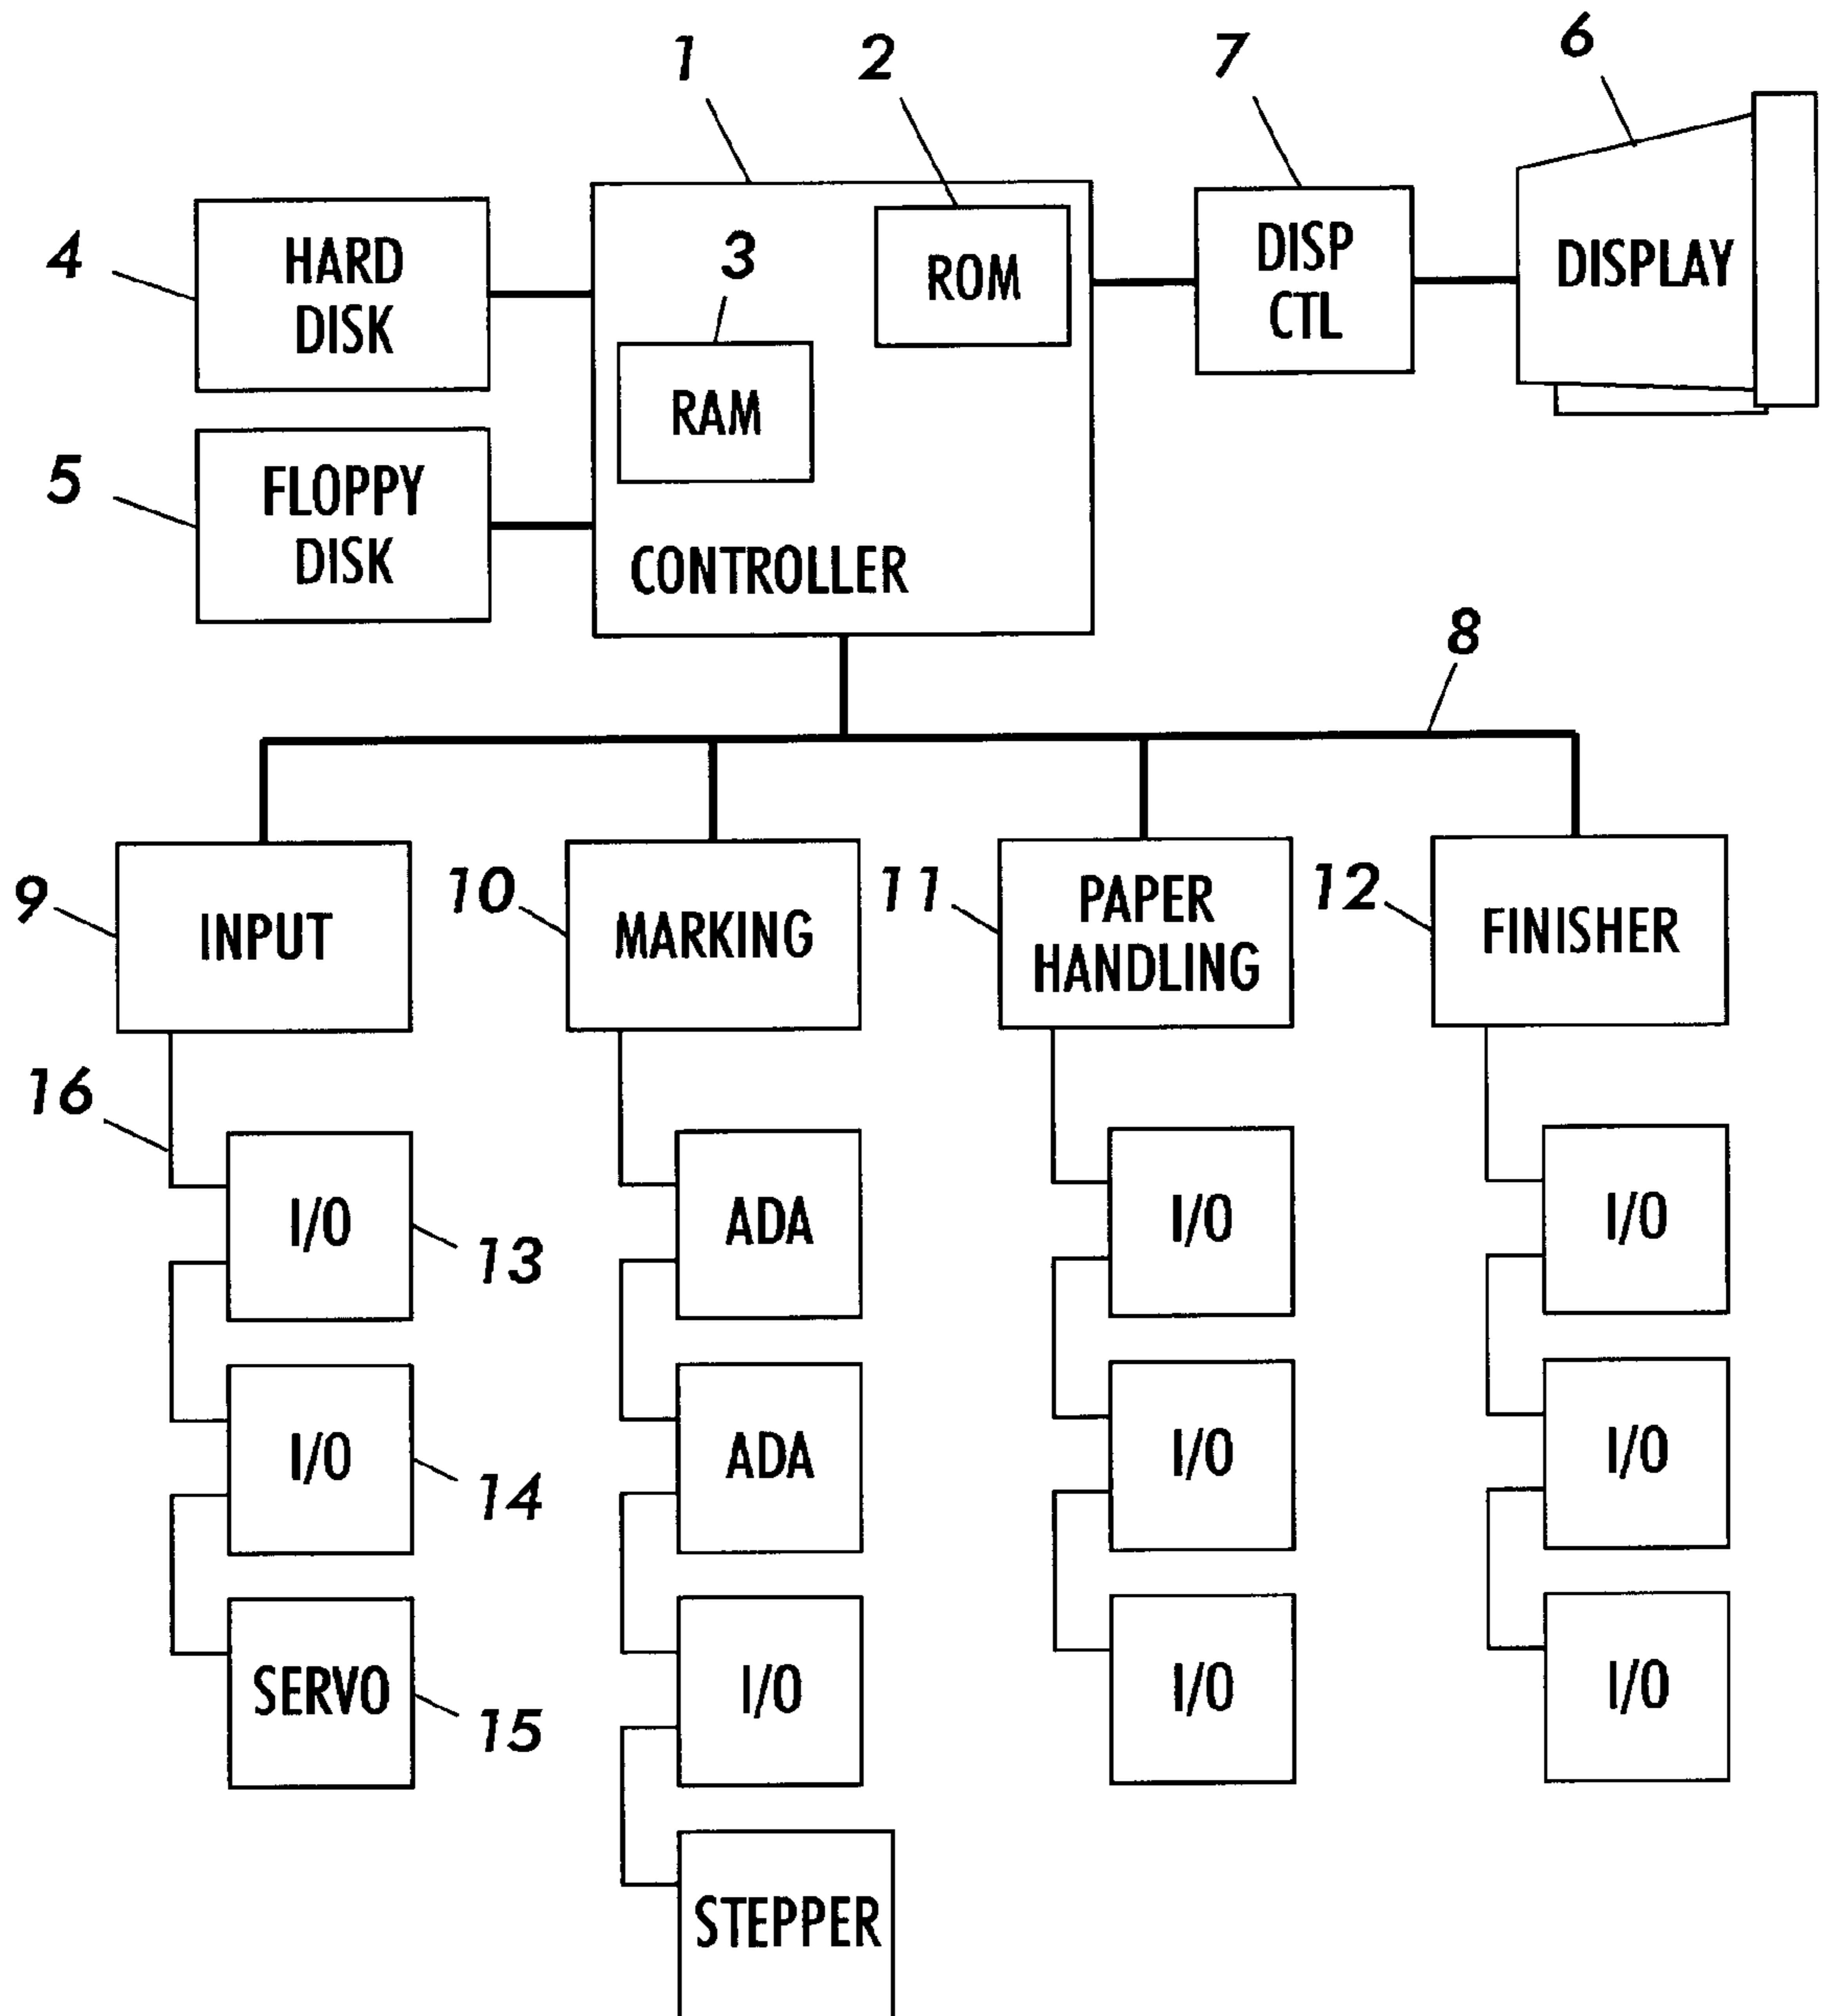 1
2
7
6
4
HARD
DISK
3
ROM
DISP
CTL
DISPLAY
RAM
5
FLOPPY
DISK
CONTROLLER
8
9
INPUT
10
MARKING
11
PAPER
HANDLING
12
FINISHER
16
I/O
13
ADA
I/O
I/O
I/O
14
ADA
I/O
I/O
SERVO
15
I/O
I/O
I/O
STEPPER